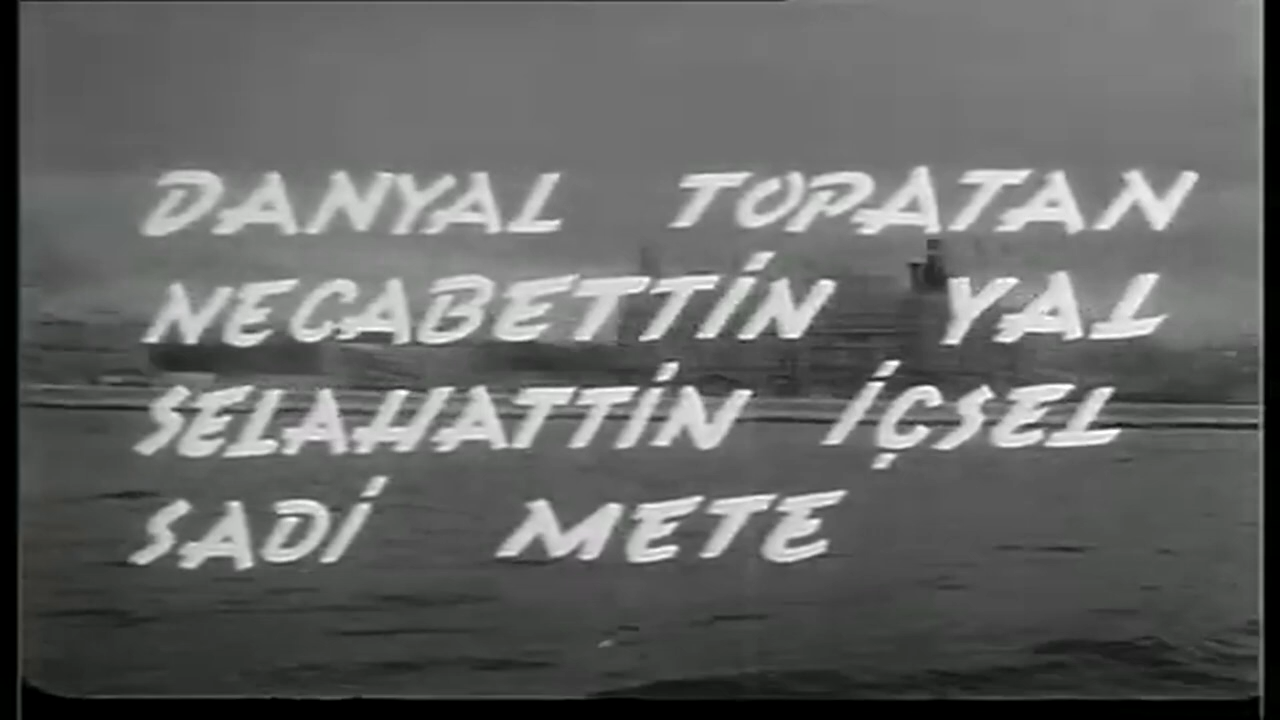 DANYAL TOPATAN
NECABETTİN YAL
SELAHATTİN İÇSEL
SADİ METE